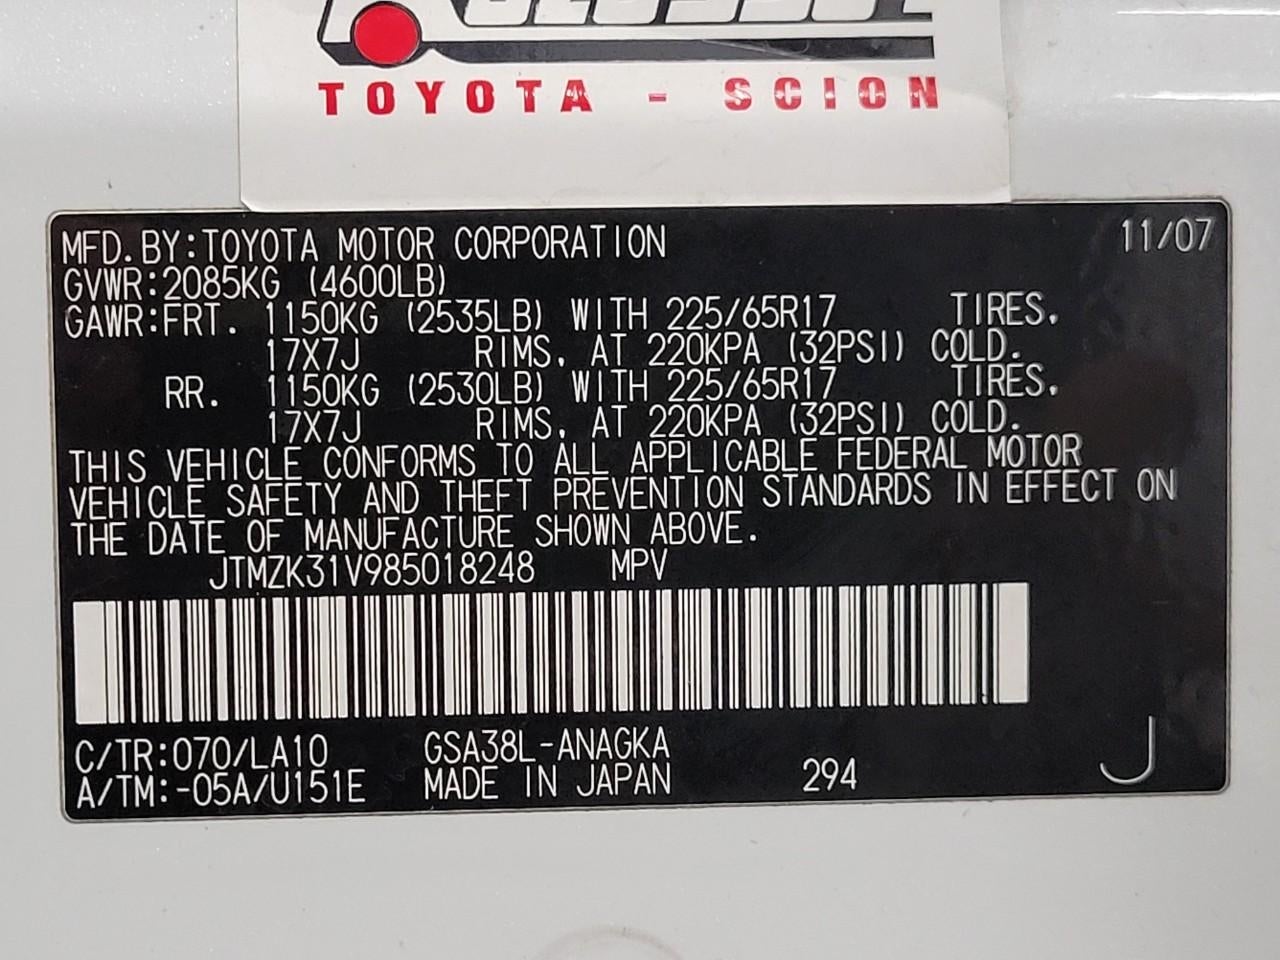 TOYOTA - SCION
MFD. BY:TOYOTA MOTOR CORPORATION 11/07
GVWR:2085KG (4600LB)
GAWR:FRT. 1150KG (2535LB) WITH 225/65R17 TIRES,
17X7J RIMS, AT 220KPA (32PSI) COLD.
RR. 1150KG (2530LB) WITH 225/65R17 TIRES,
17X7J RIMS, AT 220KPA (32PSI) COLD.
THIS VEHICLE CONFORMS TO ALL APPLICABLE FEDERAL MOTOR
VEHICLE SAFETY AND THEFT PREVENTION STANDARDS IN EFFECT ON
THE DATE OF MANUFACTURE SHOWN ABOVE.
JTMZK31V985018248 MPV
C/TR:070/LA10 GSA38L-ANAGKA
A/TM:-05A/U151E MADE IN JAPAN 294 J